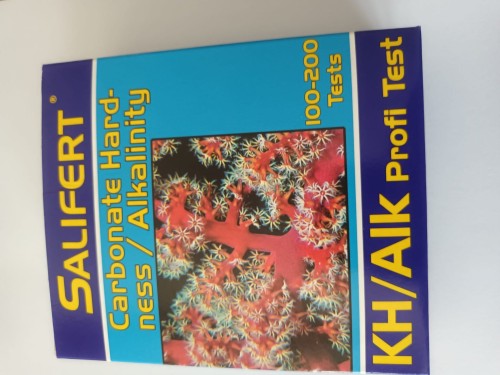 SALIFERT®
Carbonate Hard-
ness / Alkalinity
100-200
Tests
KH/Alk Profi Test